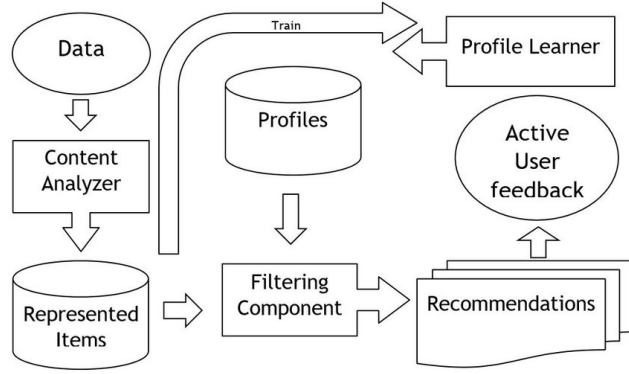 Train
Data
Profile Learner
Profiles
Active
User
feedback
Content
Analyzer
Filtering
Component
Recommendations
Represented
Items